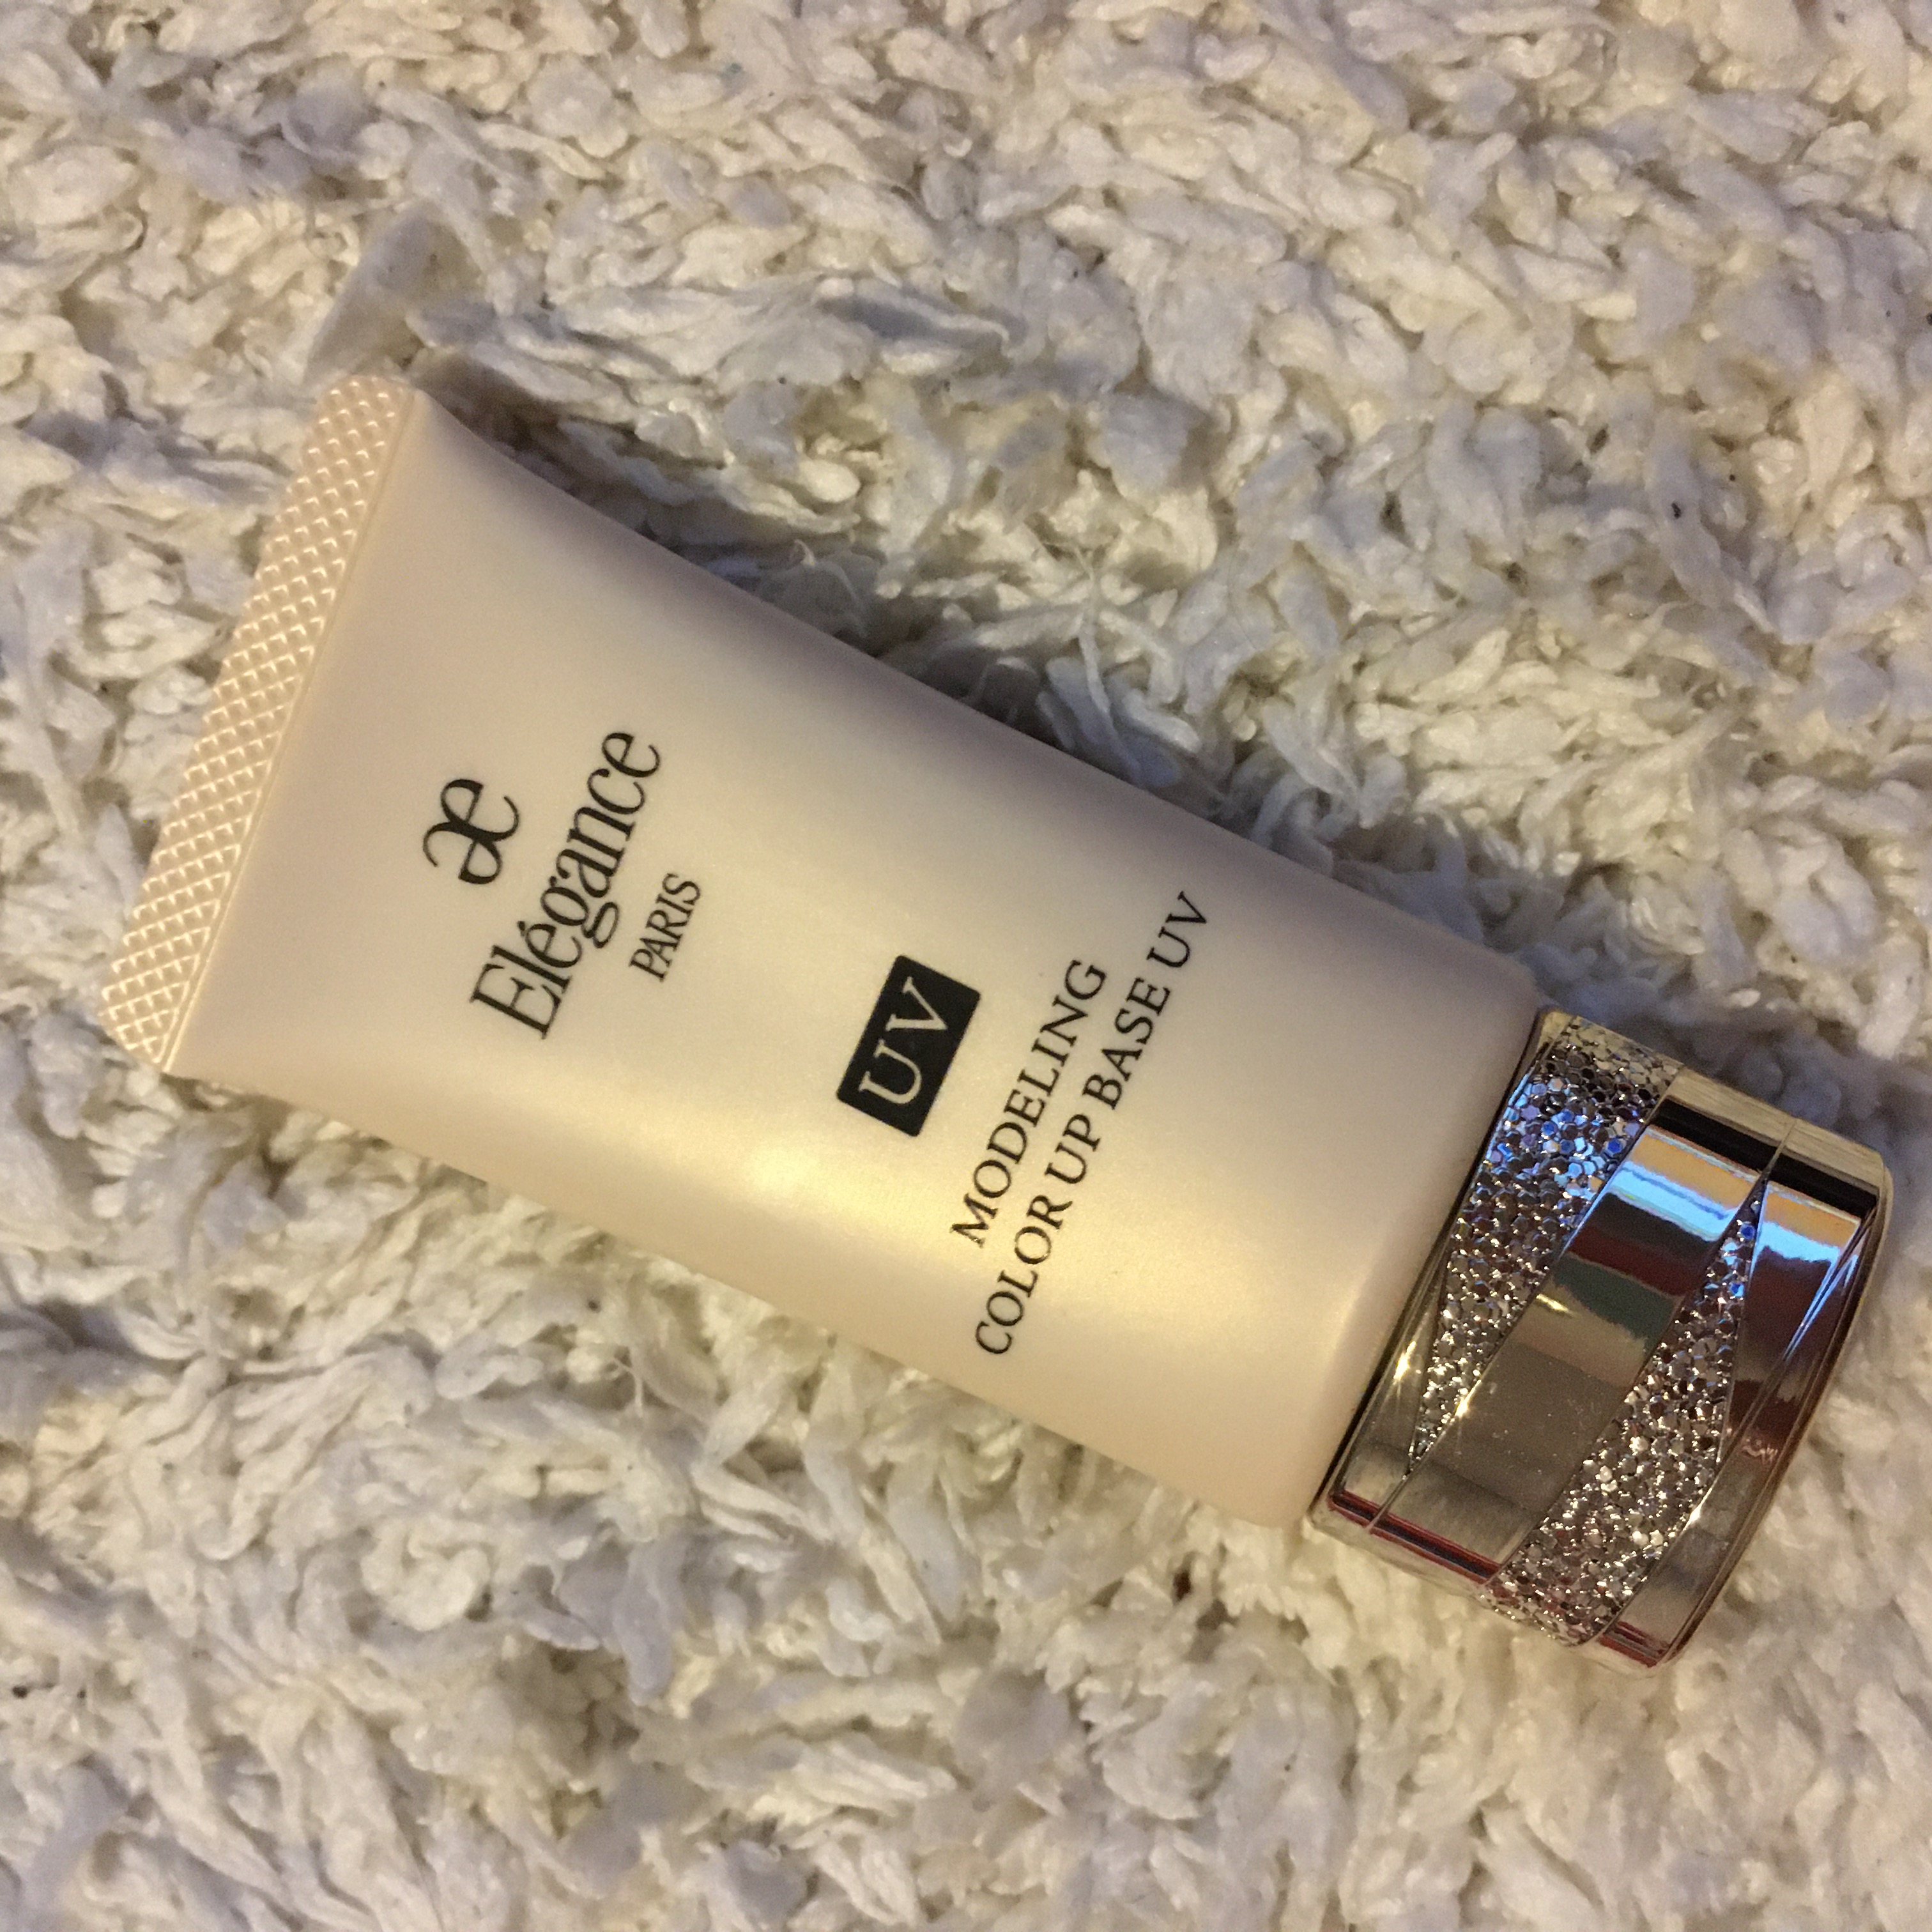 æ
Elégance
PARIS
UV
MODELING
COLOR UP BASE UV